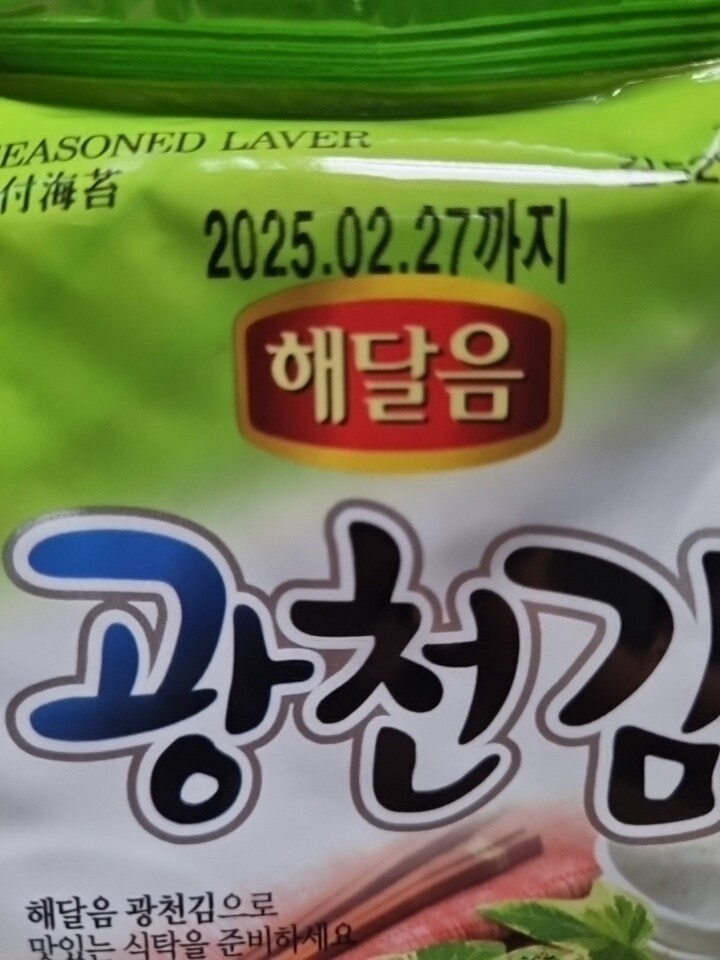 EASONED LAVER
付海苔
2025.02.27까지
해달음
광천김
해달음 광천김으로
맛있는 식탁을 준비하세요